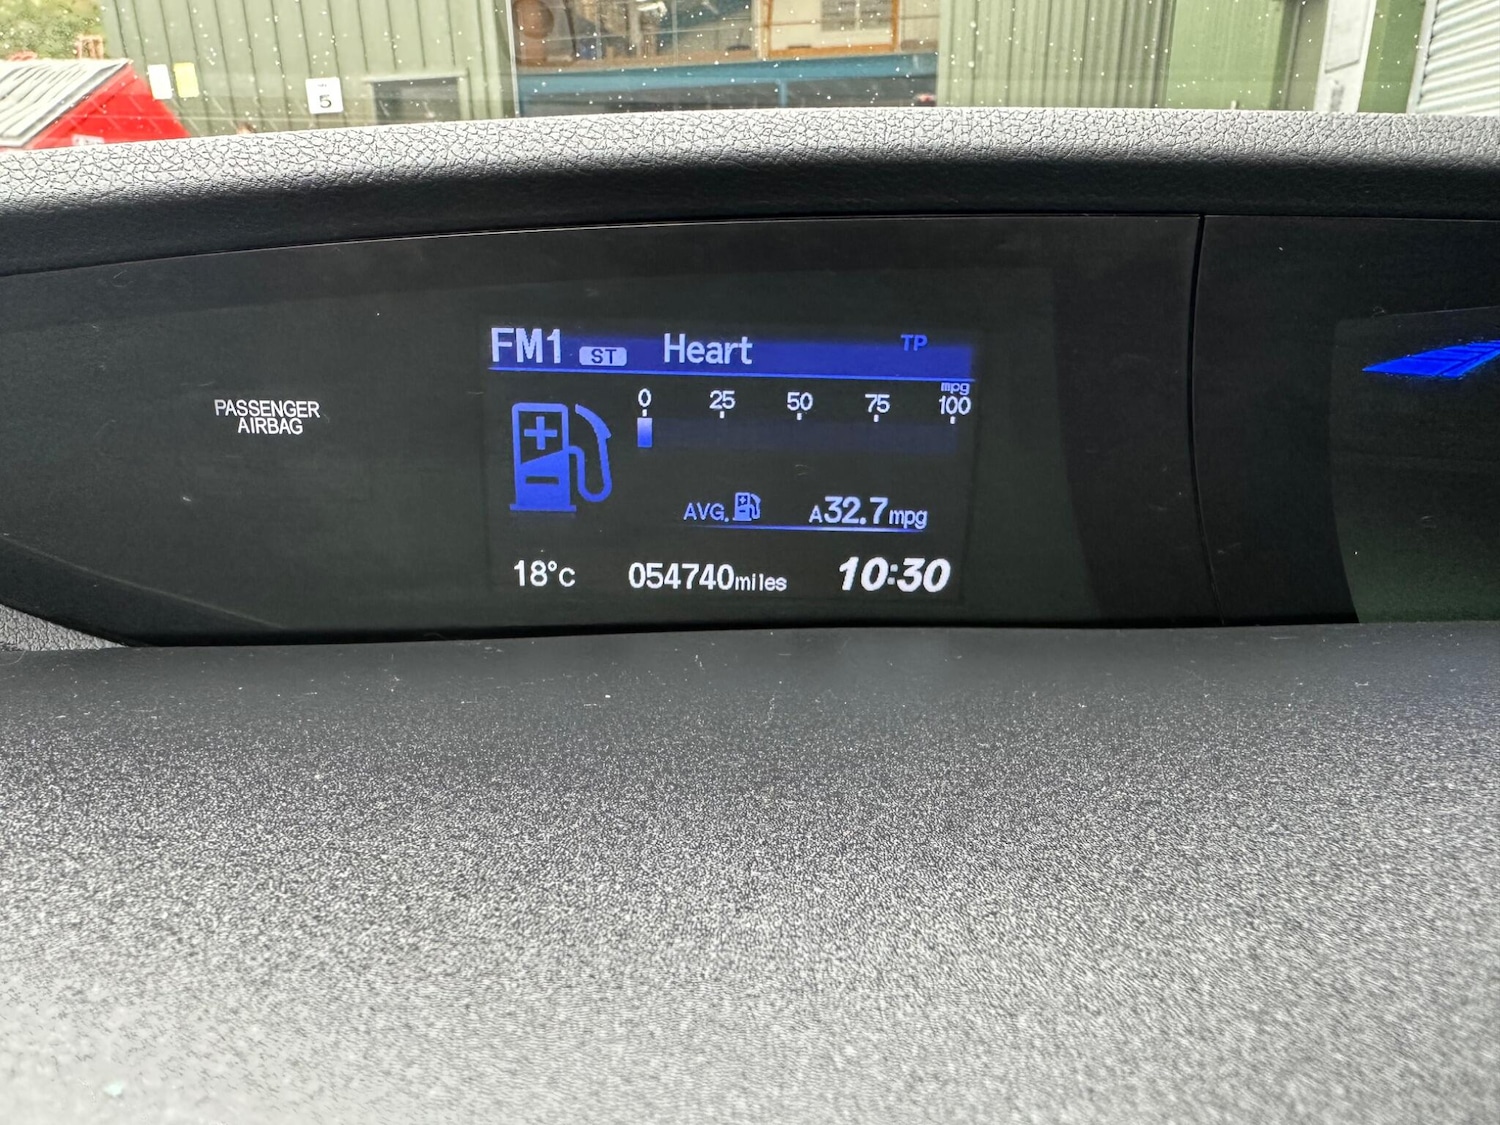 5
FM1 ST Heart TP
mpg
0 25 50 75 100
PASSENGER
AIRBAG
AVG. A32.7mpg
18°C 054740miles 10:30